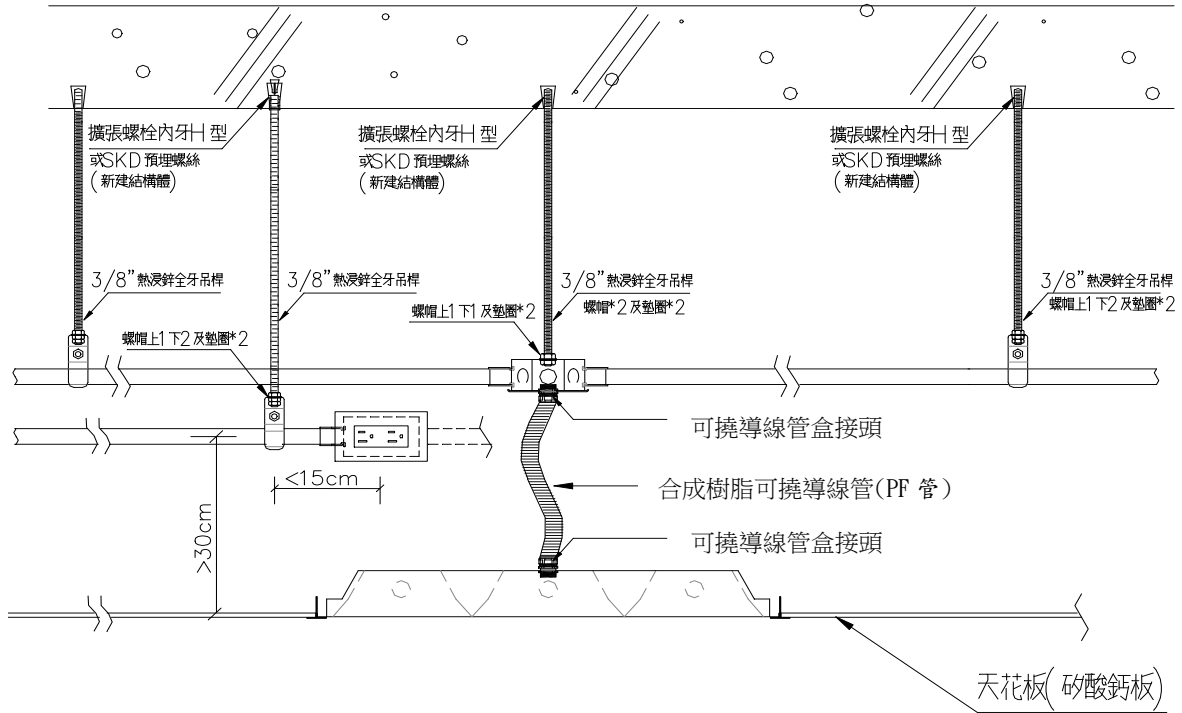 擴張螺栓內牙H型
或SKD預埋螺絲
(新建結構體)
擴張螺栓內牙H型
或SKD預埋螺絲
(新建結構體)
擴張螺栓內牙H型
或SKD預埋螺絲
(新建結構體)
3/8"熱浸鋅全牙吊桿
3/8"熱浸鋅全牙吊桿
3/8"熱浸鋅全牙吊桿
螺帽*2及墊圈*2
3/8"熱浸鋅全牙吊桿
螺帽上1下2及墊圈*2
螺帽上1下2及墊圈*2
螺帽上1下1及墊圈*2
可撓導線管盒接頭
<15cm
合成樹脂可撓導線管(PF 管)
>30cm
可撓導線管盒接頭
天花板(矽酸鈣板)